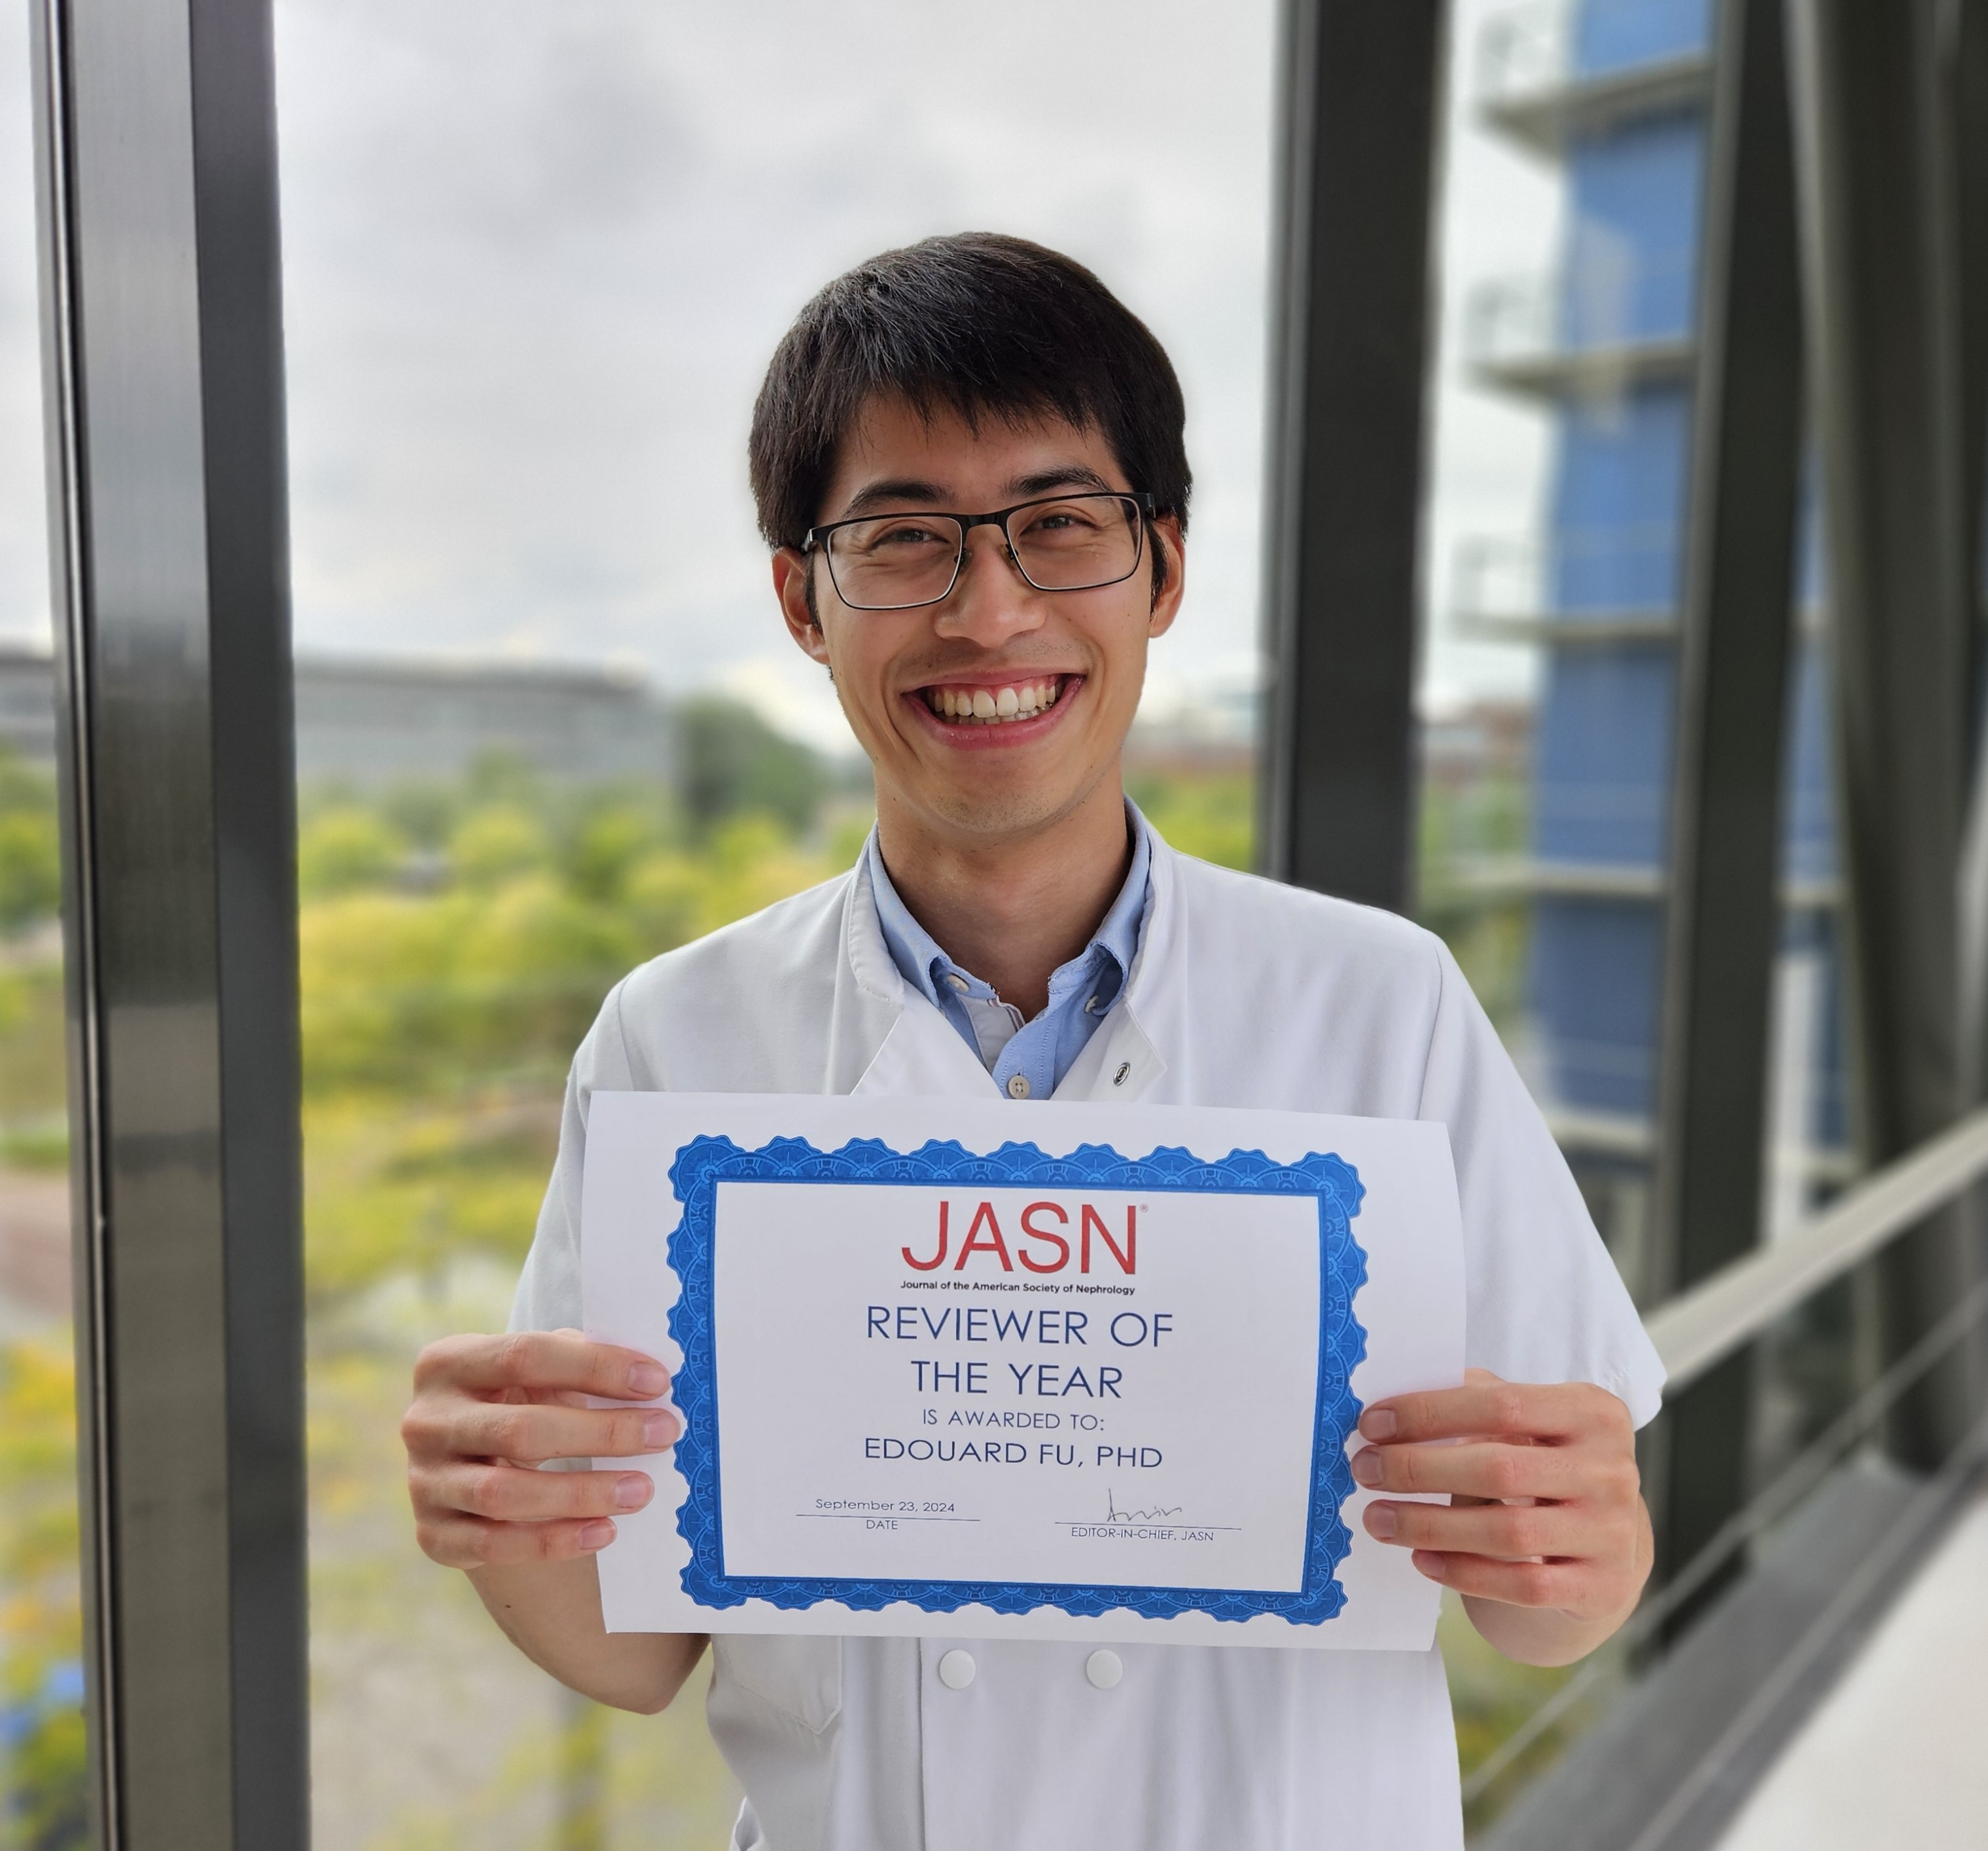 JASN®
Journal of the American Society of Nephrology
REVIEWER OF
THE YEAR
IS AWARDED TO:
EDOUARD FU, PHD
September 23, 2024
DATE
EDITOR-IN-CHIEF, JASN